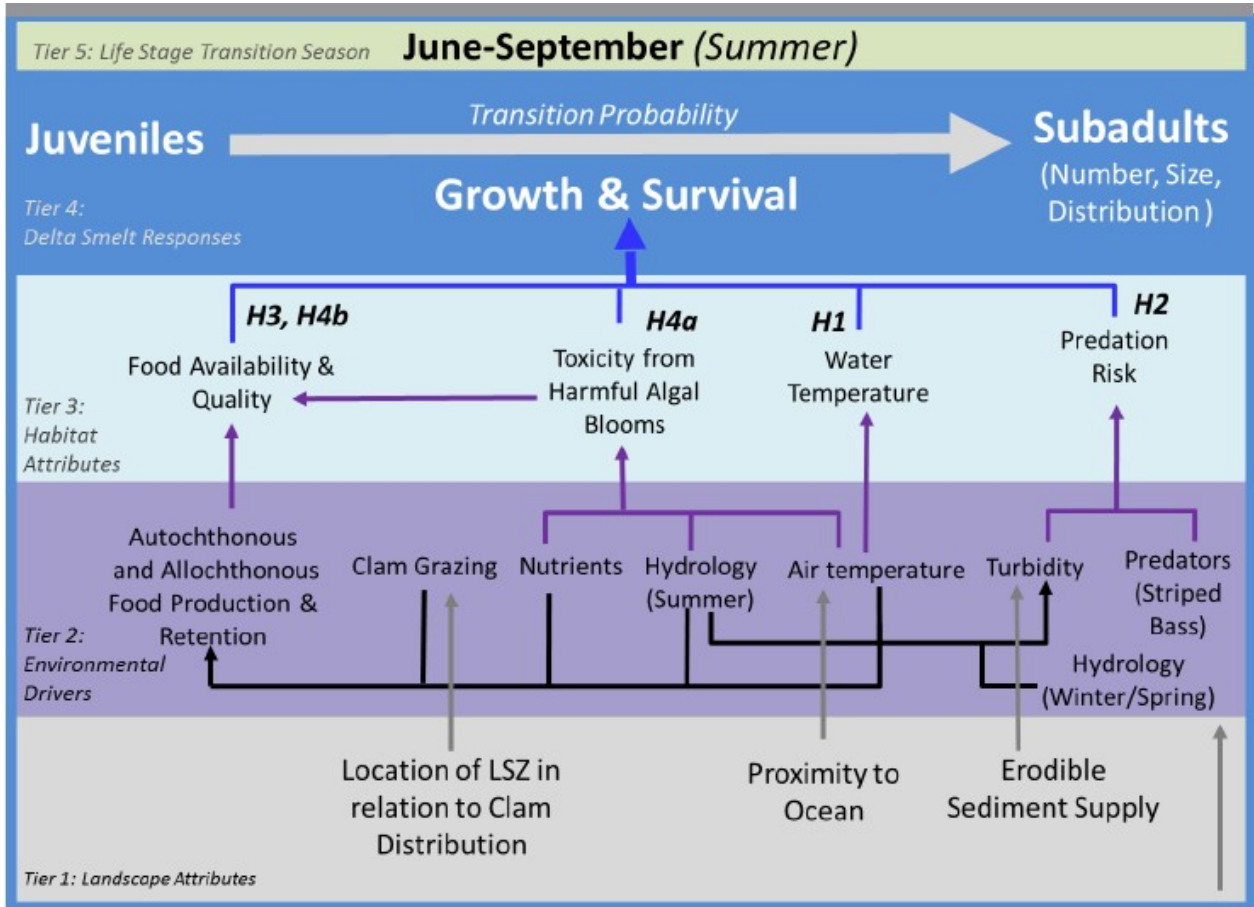 Tier 5: Life Stage Transition Season June-September (Summer)
Transition Probability
Juveniles
Subadults
(Number, Size,
Distribution )
Growth & Survival
Tier 4:
Delta Smelt Responses
H3, H4b
H4a
H1
H2
Food Availability &
Quality
Toxicity from
Harmful Algal
Blooms
Water
Temperature
Predation
Risk
Tier 3:
Habitat
Attributes
Autochthonous
and Allochthonous
Food Production &
Retention
Clam Grazing
Nutrients
Hydrology
(Summer)
Air temperature
Turbidity
Predators
(Striped
Bass)
Hydrology
(Winter/Spring)
Tier 2:
Environmental
Drivers
Location of LSZ in
relation to Clam
Distribution
Proximity to
Ocean
Erodible
Sediment Supply
Tier 1: Landscape Attributes